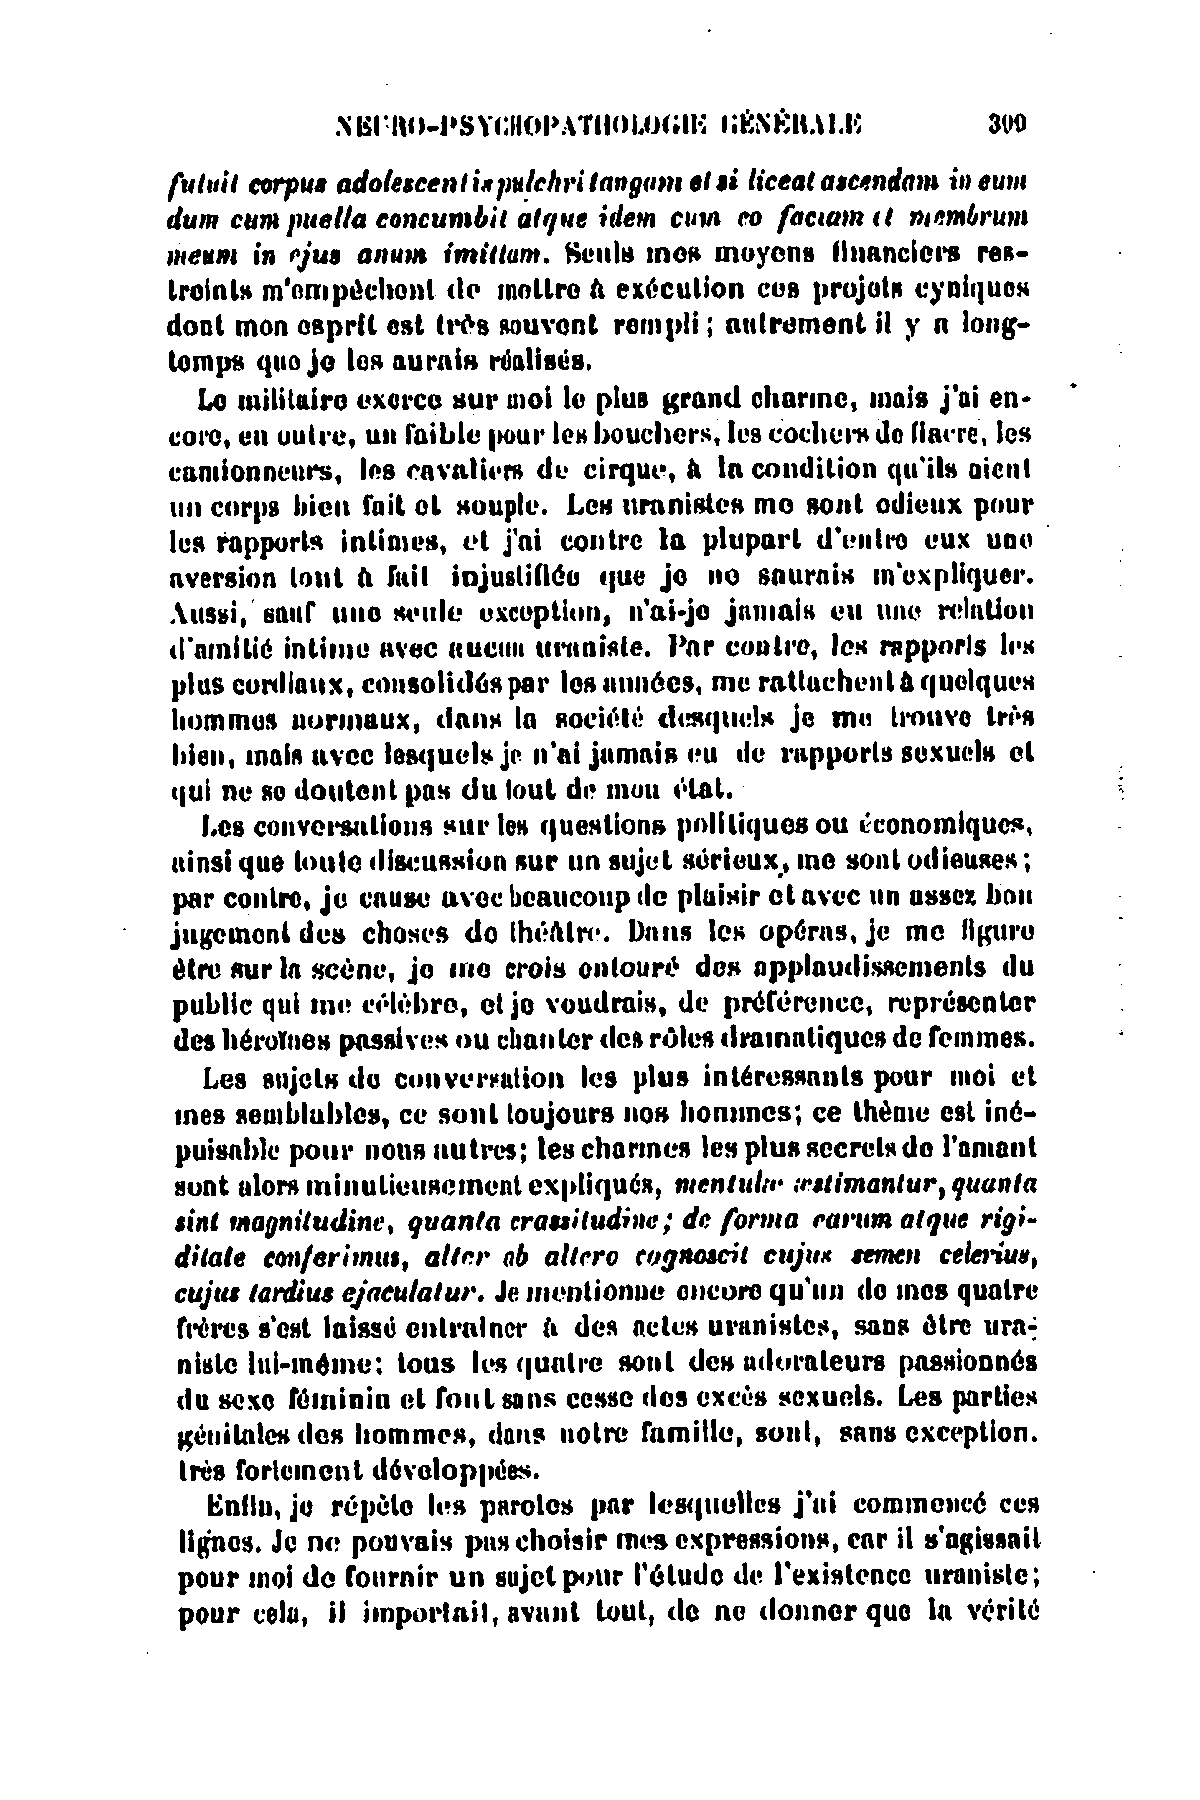 NEURO-PSYCHOPATHOLOGIE GÉNÉRALE 309
futuit corpus adolescentis pulchri tangam et si liceat ascendam in eum
dum cum puella concumbit atque idem cum eo faciam et membrum
meum in ejus anum imittam. Seuls mes moyens financiers res-
treints m'empêchent de mettre à exécution ces projets cyniques
dont mon esprit est très souvent rempli ; autrement il y a long-
temps que je les aurais réalisés.
Le militaire exerce sur moi le plus grand charme, mais j'ai en-
core, en outre, un faible pour les bouchers, les cochers de fiacre, les
camionneurs, les cavaliers de cirque, à la condition qu'ils aient
un corps bien fait et souple. Les uranistes me sont odieux pour
les rapports intimes, et j'ai contre la plupart d'entre eux une
aversion tout à fait injustifiée que je ne saurais m'expliquer.
Aussi, sauf une seule exception, n'ai-je jamais eu une relation
d'amitié intime avec aucun uraniste. Par contre, les rapports les
plus cordiaux, consolidés par les années, me rattachent à quelques
hommes normaux, dans la société desquels je me trouve très
bien, mais avec lesquels je n'ai jamais eu de rapports sexuels et
qui ne se doutent pas du tout de mon état.
Les conversations sur les questions politiques ou économiques,
ainsi que toute discussion sur un sujet sérieux, me sont odieuses ;
par contre, je cause avec beaucoup de plaisir et avec un assez bon
jugement des choses de théâtre. Dans les opéras, je me figure
être sur la scène, je me crois entouré des applaudissements du
public qui me célèbre, et je voudrais, de préférence, représenter
des héroïnes passives ou chanter des rôles dramatiques de femmes.
Les sujets de conversation les plus intéressants pour moi et
mes semblables, ce sont toujours nos hommes ; ce thème est iné-
puisable pour nous autres ; les charmes les plus secrets de l'amant
sont alors minutieusement expliqués, mentulæ æstimantur, quanta
sint magnitudine, quanta crassitudine ; de forma earum atque rigi-
ditate conferimus, alter ab altero cognoscit cujus semen celerius,
cujus tardius ejaculatur. Je mentionne encore qu'un de mes quatre
frères s'est laissé entraîner à des actes uranistes, sans être ura-
niste lui-même ; tous les quatre sont des adorateurs passionnés
du sexe féminin et font sans cesse des excès sexuels. Les parties
génitales des hommes, dans notre famille, sont, sans exception.
très fortement développées.
Enfin, je répète les paroles par lesquelles j'ai commencé ces
lignes. Je ne pouvais pas choisir mes expressions, car il s'agissait
pour moi de fournir un sujet pour l'étude de l'existence uraniste ;
pour cela, il importait, avant tout, de ne donner que la vérité